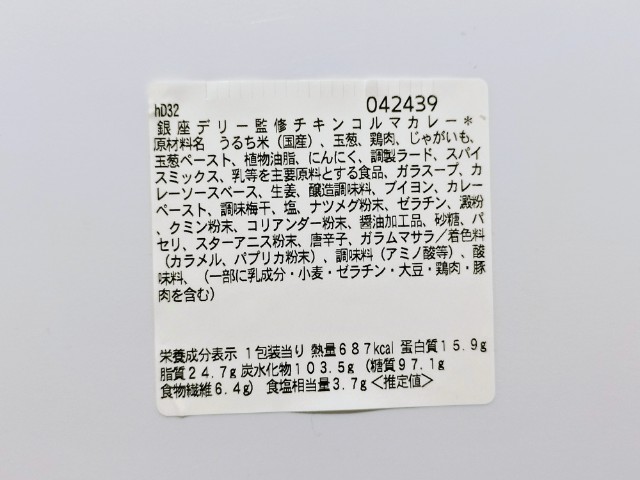 hD32 042439
銀座デリー監修チキンコルマカレー＊
原材料名 うるち米（国産）、玉葱、鶏肉、じゃがいも、
玉葱ペースト、植物油脂、にんにく、調製ラード、スパイ
スミックス、乳等を主要原料とする食品、ガラスープ、カ
レーソースベース、生姜、醸造調味料、ブイヨン、カレー
ペースト、調味梅干、塩、ナツメグ粉末、ゼラチン、澱粉
、クミン粉末、コリアンダー粉末、醤油加工品、砂糖、パ
セリ、スターアニス粉末、唐辛子、ガラムマサラ／着色料
（カラメル、パプリカ粉末）、調味料（アミノ酸等）、酸
味料、（一部に乳成分・小麦・ゼラチン・大豆・鶏肉・豚
肉を含む）
栄養成分表示 1包装当り 熱量687kcal 蛋白質15.9g
脂質24.7g 炭水化物103.5g（糖質97.1g
食物繊維6.4g） 食塩相当量3.7g＜推定値＞